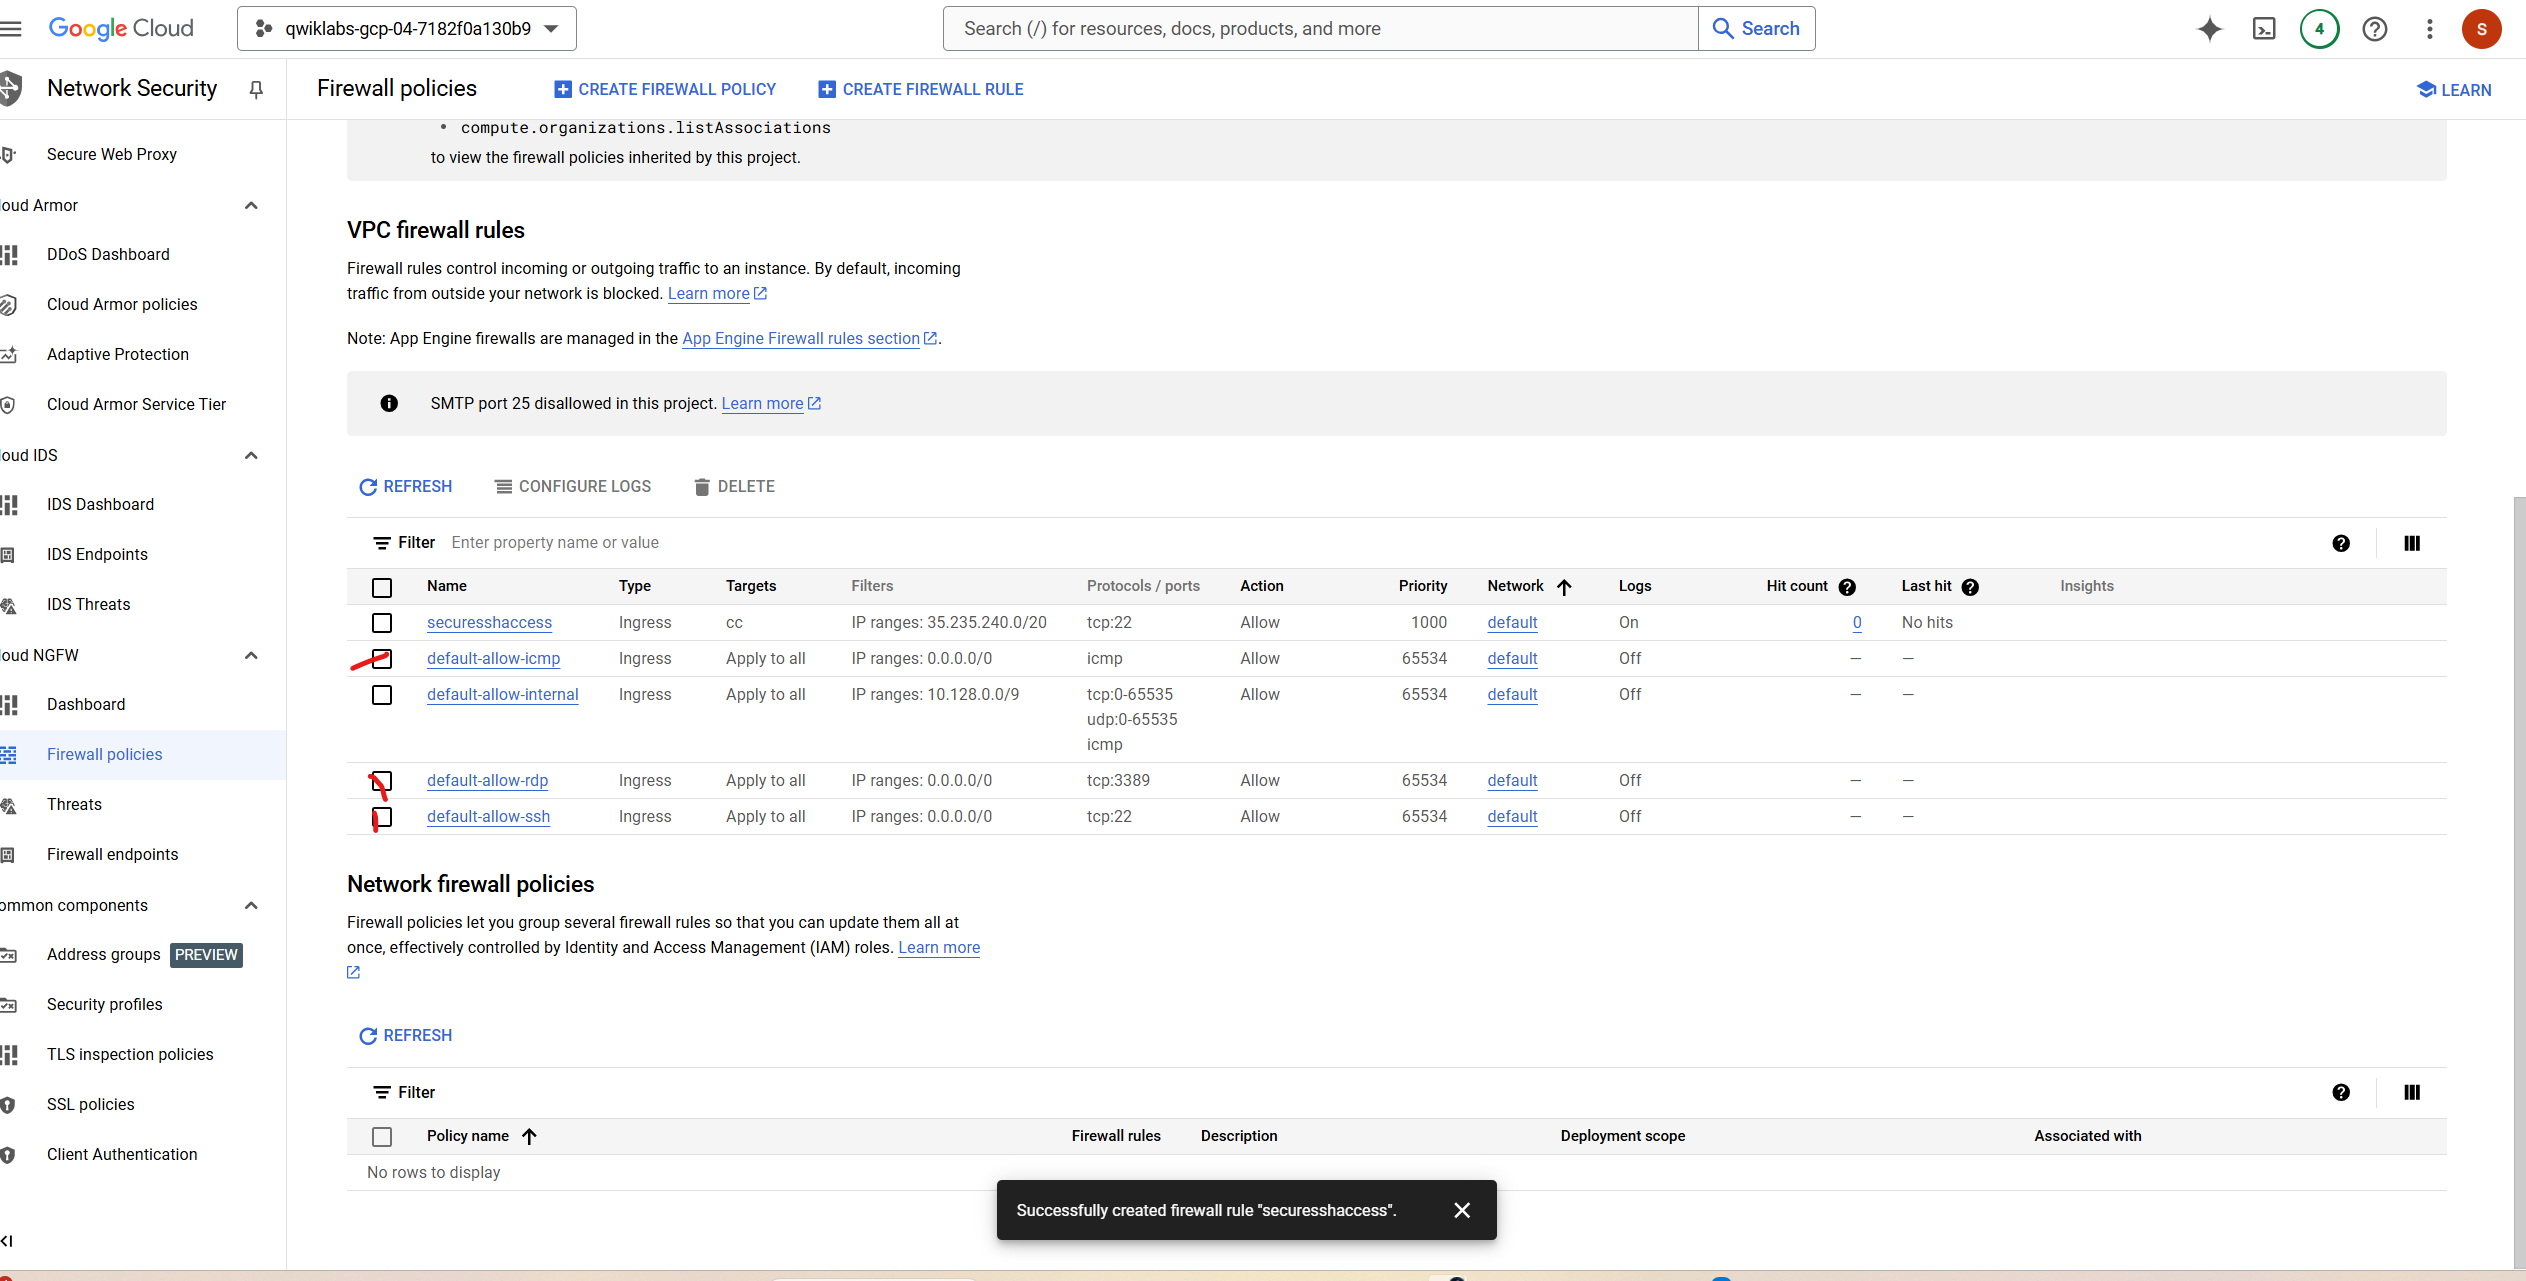 Google Cloud
qwiklabs-gcp-04-7182f0a130b9
Search (/) for resources, docs, products, and more
Search
4
S
Network Security
Firewall policies
CREATE FIREWALL POLICY
CREATE FIREWALL RULE
LEARN
Secure Web Proxy
loud Armor
DDoS Dashboard
Cloud Armor policies
Adaptive Protection
Cloud Armor Service Tier
loud IDS
IDS Dashboard
IDS Endpoints
IDS Threats
loud NGFW
Dashboard
Firewall policies
Threats
Firewall endpoints
ommon components
Address groups PREVIEW
Security profiles
TLS inspection policies
SSL policies
Client Authentication
• compute.organizations.listAssociations
to view the firewall policies inherited by this project.
VPC firewall rules
Firewall rules control incoming or outgoing traffic to an instance. By default, incoming
traffic from outside your network is blocked. Learn more
Note: App Engine firewalls are managed in the App Engine Firewall rules section.
SMTP port 25 disallowed in this project. Learn more
REFRESH CONFIGURE LOGS DELETE
Filter Enter property name or value
Name Type Targets Filters Protocols / ports Action Priority Network Logs Hit count Last hit Insights
securesshaccess Ingress cc IP ranges: 35.235.240.0/20 tcp:22 Allow 1000 default On 0 No hits
default-allow-icmp Ingress Apply to all IP ranges: 0.0.0.0/0 icmp Allow 65534 default Off — —
default-allow-internal Ingress Apply to all IP ranges: 10.128.0.0/9 tcp:0-65535 Allow 65534 default Off — —
udp:0-65535
icmp
default-allow-rdp Ingress Apply to all IP ranges: 0.0.0.0/0 tcp:3389 Allow 65534 default Off — —
default-allow-ssh Ingress Apply to all IP ranges: 0.0.0.0/0 tcp:22 Allow 65534 default Off — —
Network firewall policies
Firewall policies let you group several firewall rules so that you can update them all at
once, effectively controlled by Identity and Access Management (IAM) roles. Learn more
REFRESH
Filter
Policy name Firewall rules Description Deployment scope Associated with
No rows to display
Successfully created firewall rule "securesshaccess".